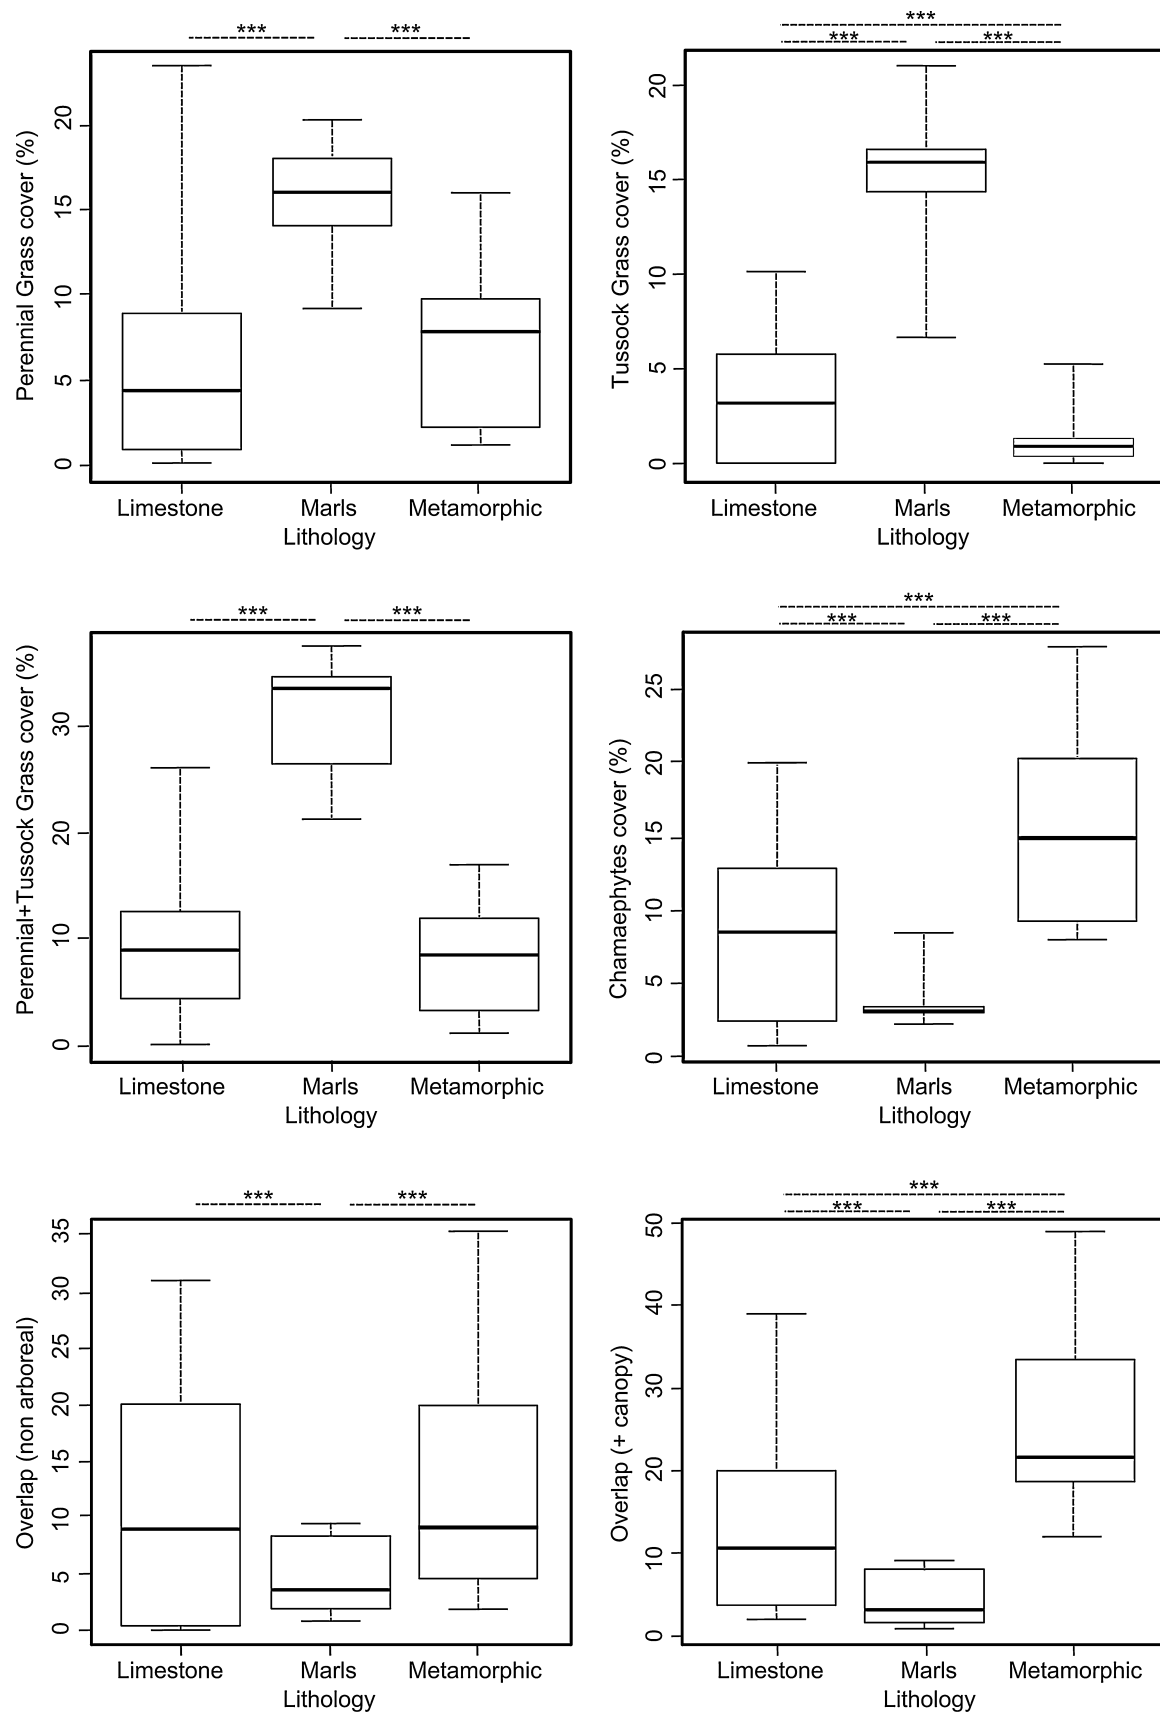 *** ***
Perennial Grass cover (%)
20
15
10
5
0
Limestone Marls Metamorphic
Lithology
***
*** ***
Tussock Grass cover (%)
20
15
10
5
0
Limestone Marls Metamorphic
Lithology
*** ***
Perennial+Tussock Grass cover (%)
30
20
10
0
Limestone Marls Metamorphic
Lithology
***
*** ***
Chamaephytes cover (%)
25
20
15
10
5
0
Limestone Marls Metamorphic
Lithology
*** ***
Overlap (non arboreal)
35
30
25
20
15
10
5
0
Limestone Marls Metamorphic
Lithology
***
*** ***
Overlap (+ canopy)
50
40
30
20
10
0
Limestone Marls Metamorphic
Lithology